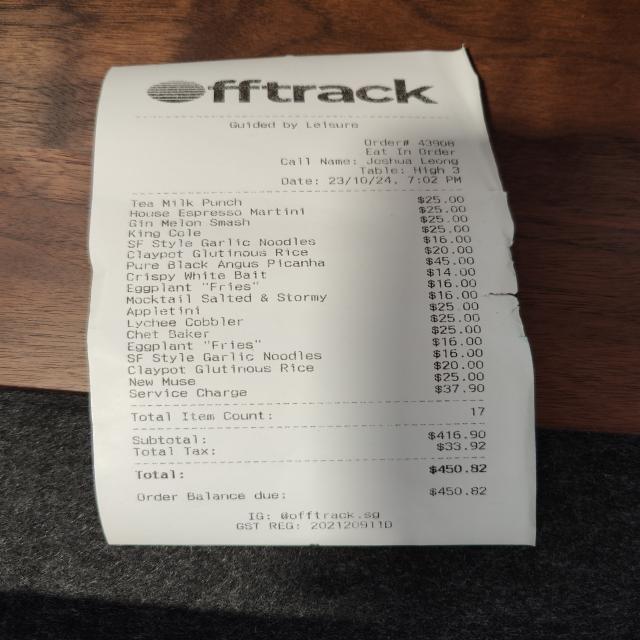 Offtrack
Guided by Leisure
Order# 43908
Eat In Order
Call Name: Joshua Leong
Table: High 3
Date: 23/10/24, 7:02 PM
Tea Milk Punch $25.00
House Espresso Martini $25.00
Gin Melon Smash $25.00
King Cole $25.00
SF Style Garlic Noodles $16.00
Claypot Glutinous Rice $20.00
Pure Black Angus Picanha $45.00
Crispy White Bait $14.00
Eggplant "Fries" $16.00
Mocktail Salted & Stormy $16.00
Appletini $25.00
Lychee Cobbler $25.00
Chet Baker $25.00
Eggplant "Fries" $16.00
SF Style Garlic Noodles $16.00
Claypot Glutinous Rice $20.00
New Muse $25.00
Service Charge $37.90
Total Item Count: 17
Subtotal: $416.90
Total Tax: $33.92
Total: $450.82
Order Balance due: $450.82
IG: @offtrack.sg
GST REG: 202120911D